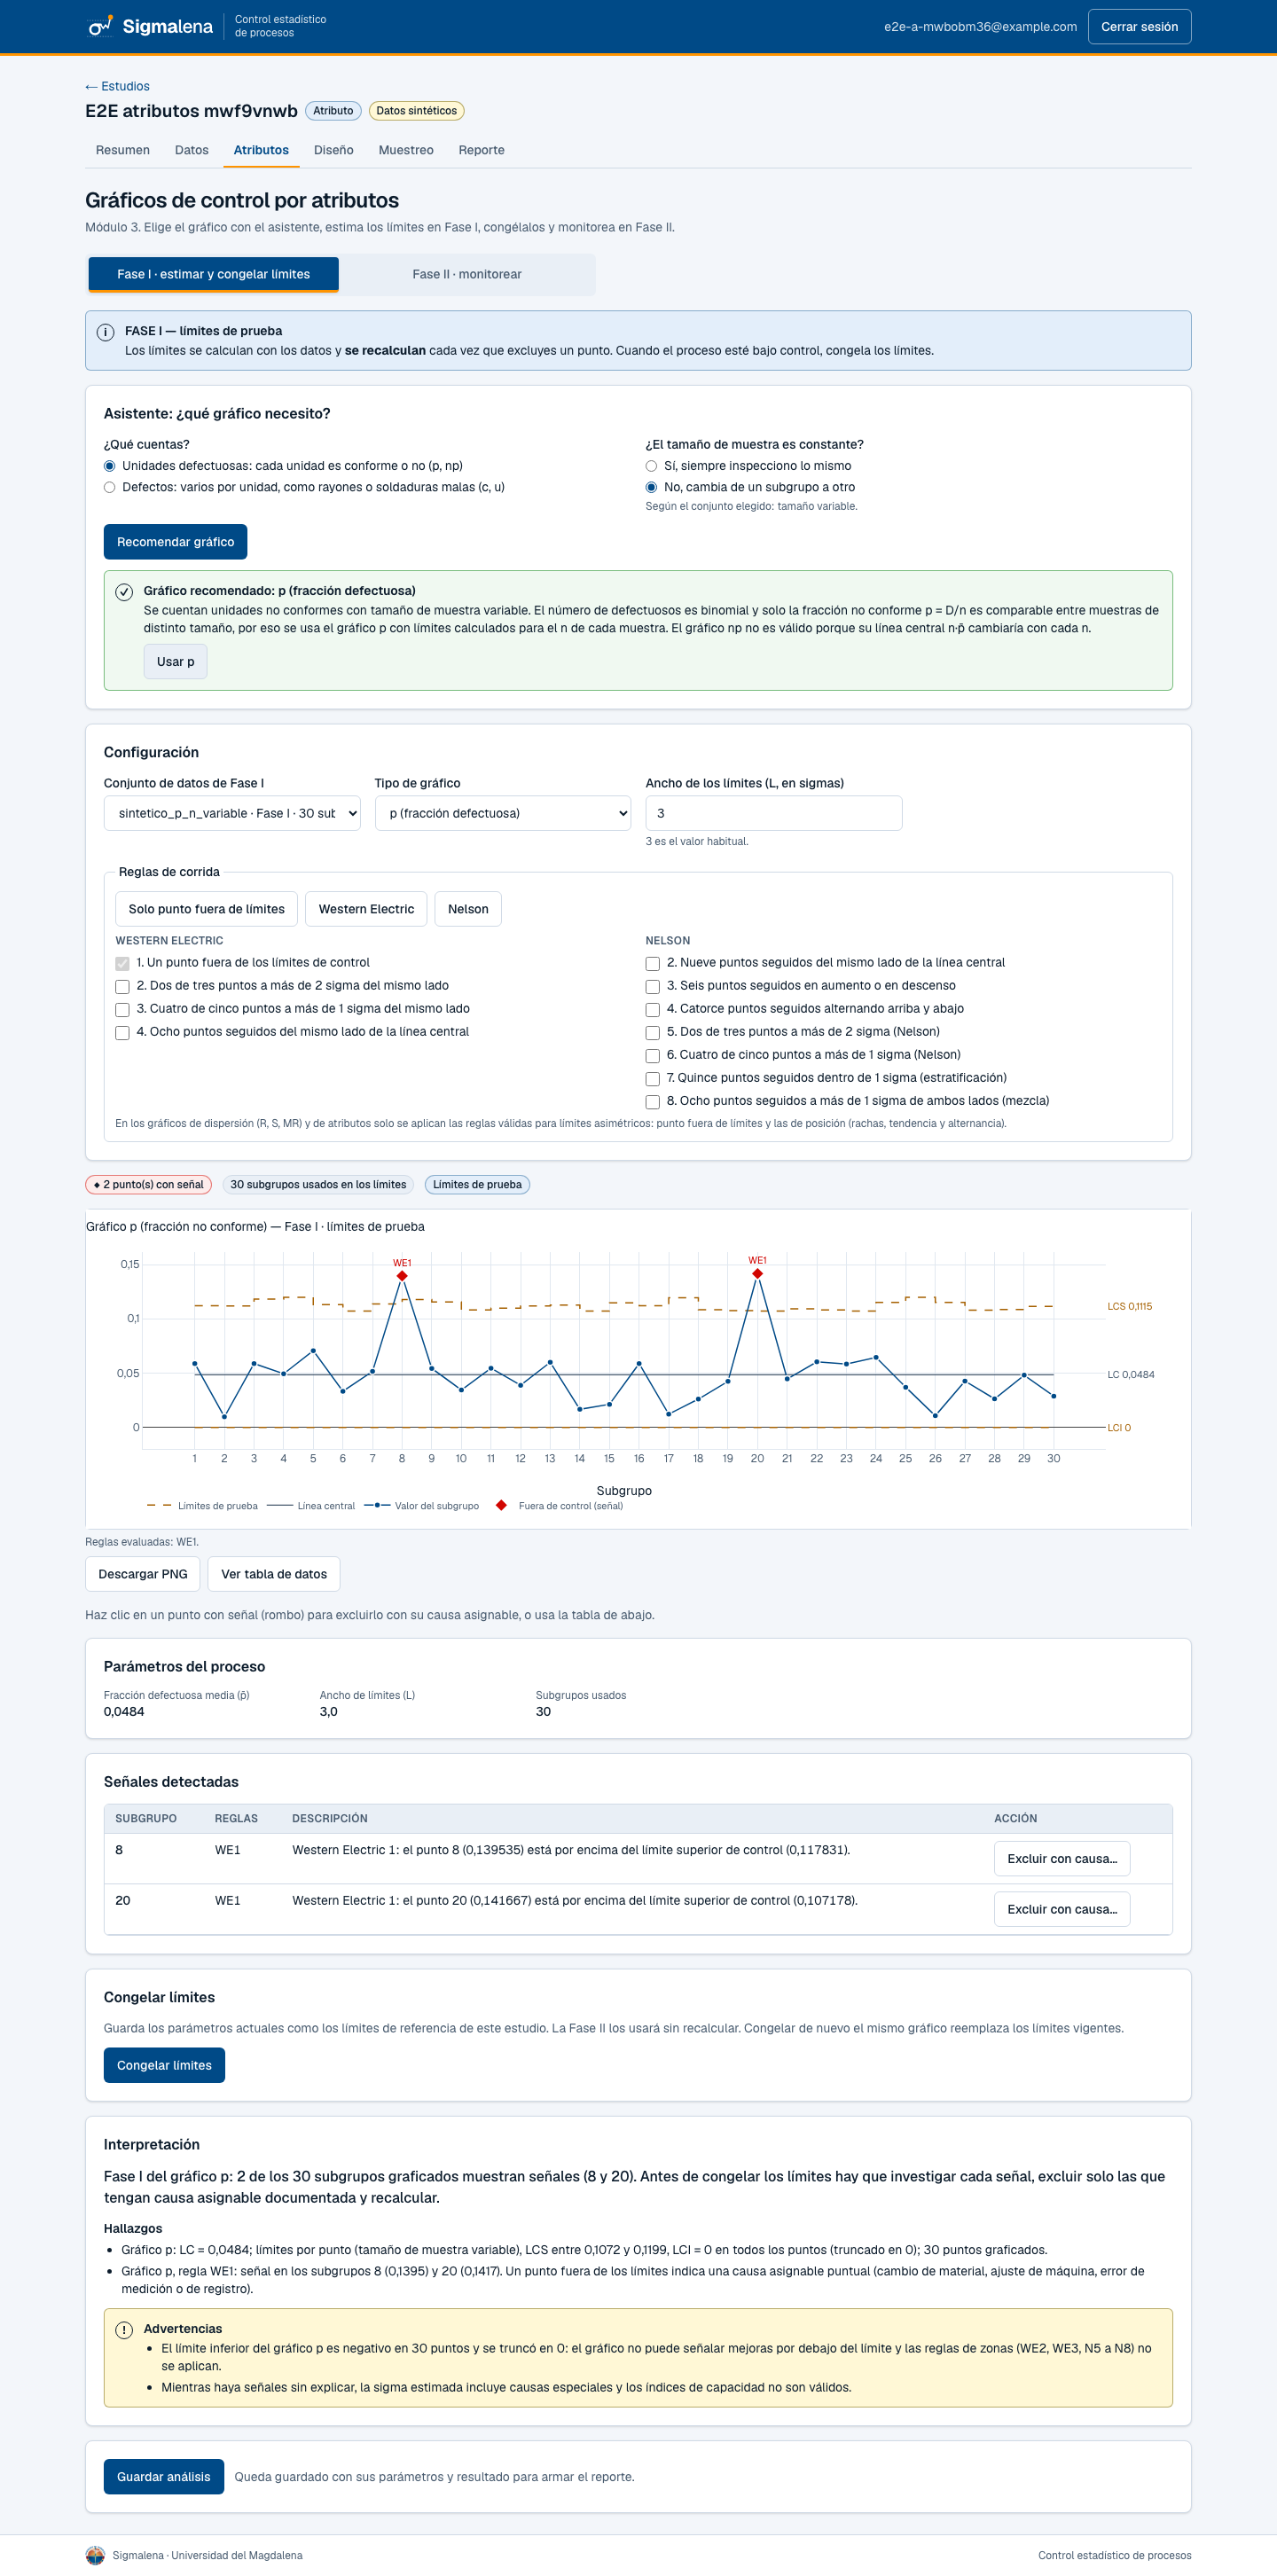 Sigmalena
Control estadístico
de procesos
e2e-a-mwbobm36@example.com
Cerrar sesión
← Estudios
E2E atributos mwf9vnwb
Atributo
Datos sintéticos
Resumen
Datos
Atributos
Diseño
Muestreo
Reporte
Gráficos de control por atributos
Módulo 3. Elige el gráfico con el asistente, estima los límites en Fase I, congélalos y monitorea en Fase II.
Fase I · estimar y congelar límites
Fase II · monitorear
FASE I — límites de prueba
Los límites se calculan con los datos y se recalculan cada vez que excluyes un punto. Cuando el proceso esté bajo control, congela los límites.
Asistente: ¿qué gráfico necesito?
¿Qué cuentas?
Unidades defectuosas: cada unidad es conforme o no (p, np)
Defectos: varios por unidad, como rayones o soldaduras malas (c, u)
¿El tamaño de muestra es constante?
Sí, siempre inspecciono lo mismo
No, cambia de un subgrupo a otro
Según el conjunto elegido: tamaño variable.
Recomendar gráfico
Gráfico recomendado: p (fracción defectuosa)
Se cuentan unidades no conformes con tamaño de muestra variable. El número de defectuosos es binomial y solo la fracción no conforme p = D/n es comparable entre muestras de
distinto tamaño, por eso se usa el gráfico p con límites calculados para el n de cada muestra. El gráfico np no es válido porque su línea central n·p̄ cambiaría con cada n.
Usar p
Configuración
Conjunto de datos de Fase I
sintetico_p_n_variable · Fase I · 30 sub
Tipo de gráfico
p (fracción defectuosa)
Ancho de los límites (L, en sigmas)
3
3 es el valor habitual.
Reglas de corrida
Solo punto fuera de límites
Western Electric
Nelson
WESTERN ELECTRIC
1. Un punto fuera de los límites de control
2. Dos de tres puntos a más de 2 sigma del mismo lado
3. Cuatro de cinco puntos a más de 1 sigma del mismo lado
4. Ocho puntos seguidos del mismo lado de la línea central
NELSON
2. Nueve puntos seguidos del mismo lado de la línea central
3. Seis puntos seguidos en aumento o en descenso
4. Catorce puntos seguidos alternando arriba y abajo
5. Dos de tres puntos a más de 2 sigma (Nelson)
6. Cuatro de cinco puntos a más de 1 sigma (Nelson)
7. Quince puntos seguidos dentro de 1 sigma (estratificación)
8. Ocho puntos seguidos a más de 1 sigma de ambos lados (mezcla)
En los gráficos de dispersión (R, S, MR) y de atributos solo se aplican las reglas válidas para límites asimétricos: punto fuera de límites y las de posición (rachas, tendencia y alternancia).
◆ 2 punto(s) con señal
30 subgrupos usados en los límites
Límites de prueba
Gráfico p (fracción no conforme) — Fase I · límites de prueba
WE1
WE1
0,15
0,1
0,05
0
LCS 0,1115
LC 0,0484
LCI 0
1 2 3 4 5 6 7 8 9 10 11 12 13 14 15 16 17 18 19 20 21 22 23 24 25 26 27 28 29 30
Subgrupo
Límites de prueba
Línea central
Valor del subgrupo
Fuera de control (señal)
Reglas evaluadas: WE1.
Descargar PNG
Ver tabla de datos
Haz clic en un punto con señal (rombo) para excluirlo con su causa asignable, o usa la tabla de abajo.
Parámetros del proceso
Fracción defectuosa media (p̄)
0,0484
Ancho de límites (L)
3,0
Subgrupos usados
30
Señales detectadas
SUBGRUPO REGLAS DESCRIPCIÓN ACCIÓN
8 WE1 Western Electric 1: el punto 8 (0,139535) está por encima del límite superior de control (0,117831). Excluir con causa…
20 WE1 Western Electric 1: el punto 20 (0,141667) está por encima del límite superior de control (0,107178). Excluir con causa…
Congelar límites
Guarda los parámetros actuales como los límites de referencia de este estudio. La Fase II los usará sin recalcular. Congelar de nuevo el mismo gráfico reemplaza los límites vigentes.
Congelar límites
Interpretación
Fase I del gráfico p: 2 de los 30 subgrupos graficados muestran señales (8 y 20). Antes de congelar los límites hay que investigar cada señal, excluir solo las que
tengan causa asignable documentada y recalcular.
Hallazgos
• Gráfico p: LC = 0,0484; límites por punto (tamaño de muestra variable), LCS entre 0,1072 y 0,1199, LCI = 0 en todos los puntos (truncado en 0); 30 puntos graficados.
• Gráfico p, regla WE1: señal en los subgrupos 8 (0,1395) y 20 (0,1417). Un punto fuera de los límites indica una causa asignable puntual (cambio de material, ajuste de máquina, error de
medición o de registro).
Advertencias
• El límite inferior del gráfico p es negativo en 30 puntos y se truncó en 0: el gráfico no puede señalar mejoras por debajo del límite y las reglas de zonas (WE2, WE3, N5 a N8) no
se aplican.
• Mientras haya señales sin explicar, la sigma estimada incluye causas especiales y los índices de capacidad no son válidos.
Guardar análisis
Queda guardado con sus parámetros y resultado para armar el reporte.
Sigmalena · Universidad del Magdalena
Control estadístico de procesos